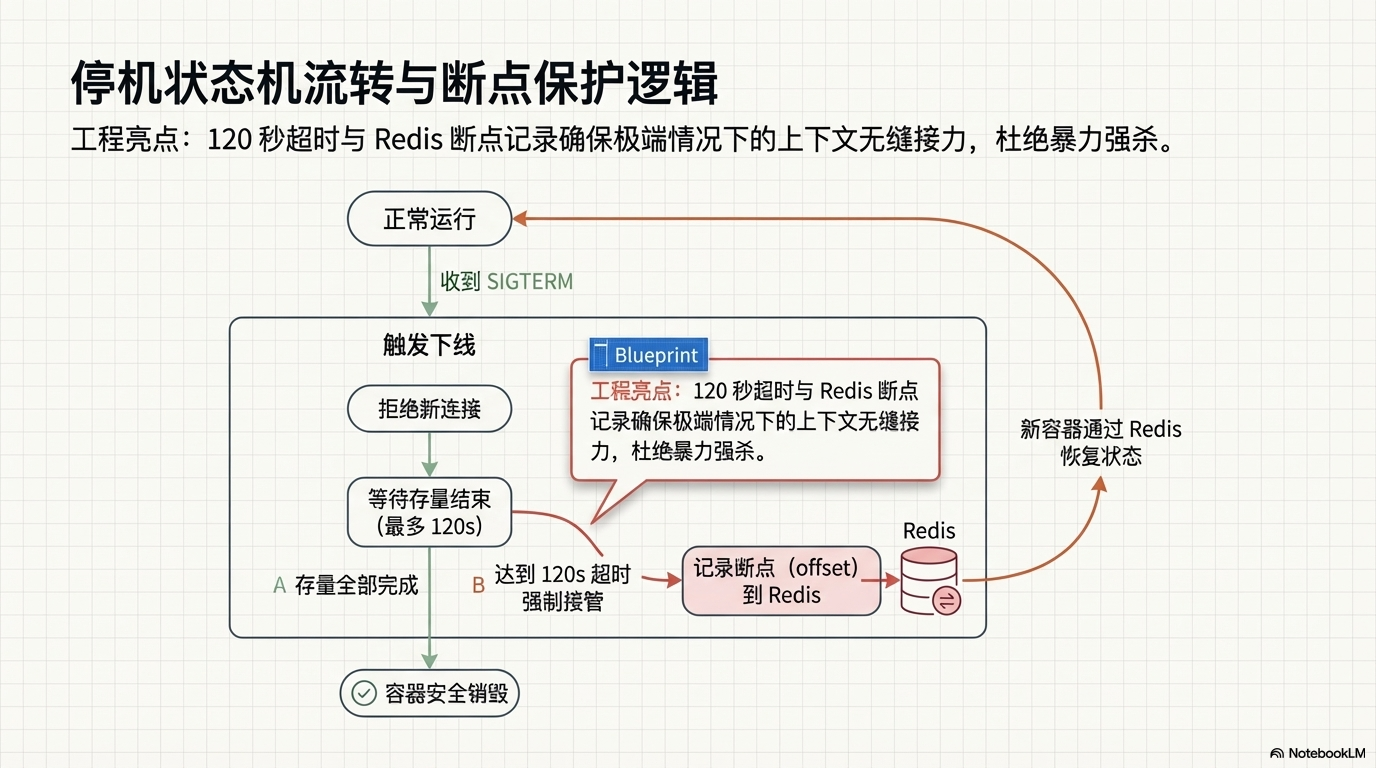 停机状态机流转与断点保护逻辑
工程亮点：120 秒超时与 Redis 断点记录确保极端情况下的上下文无缝接力，杜绝暴力强杀。
正常运行
收到 SIGTERM
触发下线
拒绝新连接
等待存量结束
（最多 120s）
Blueprint
工程亮点：120 秒超时与 Redis 断点
记录确保极端情况下的上下文无缝接
力，杜绝暴力强杀。
A 存量全部完成
B 达到 120s 超时
强制接管
记录断点（offset）
到 Redis
Redis
新容器通过 Redis
恢复状态
容器安全销毁
NotebookLM